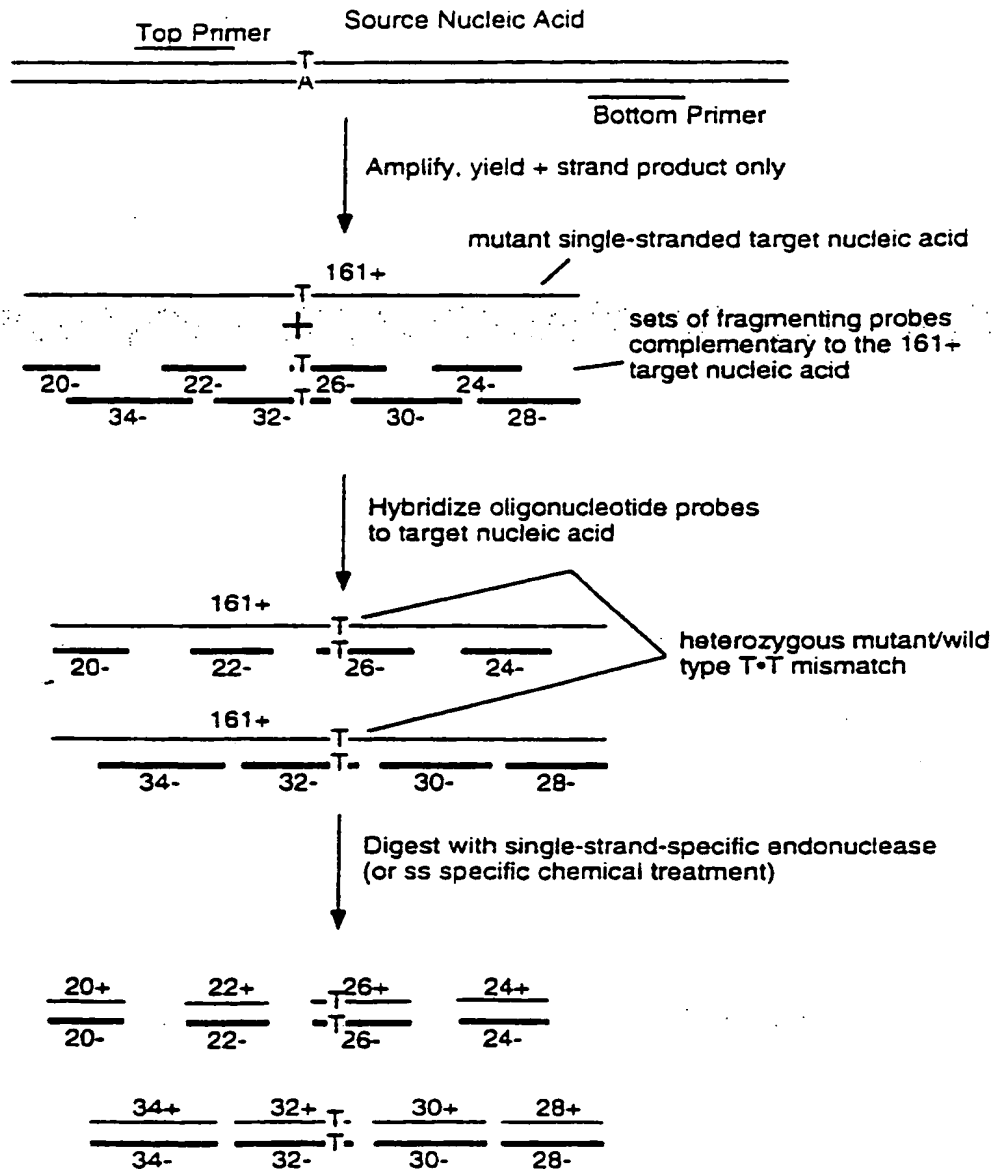 Source Nucleic Acid
Top Primer
T
A
Bottom Primer
Amplify, yield + strand product only
mutant single-stranded target nucleic acid
161+
T
+
sets of fragmenting probes
complementary to the 161+
target nucleic acid
T
20- 22- 26- 24-
T
34- 32- 30- 28-
Hybridize oligonucleotide probes
to target nucleic acid
161+
T
T
20- 22- 26- 24-
heterozygous mutant/wild
type T•T mismatch
161+
T
T
34- 32- 30- 28-
Digest with single-strand-specific endonuclease
(or ss specific chemical treatment)
20+ 22+ T 26+ 24+
T
20- 22- 26- 24-
34+ 32+ T 30+ 28+
T
34- 32- 30- 28-